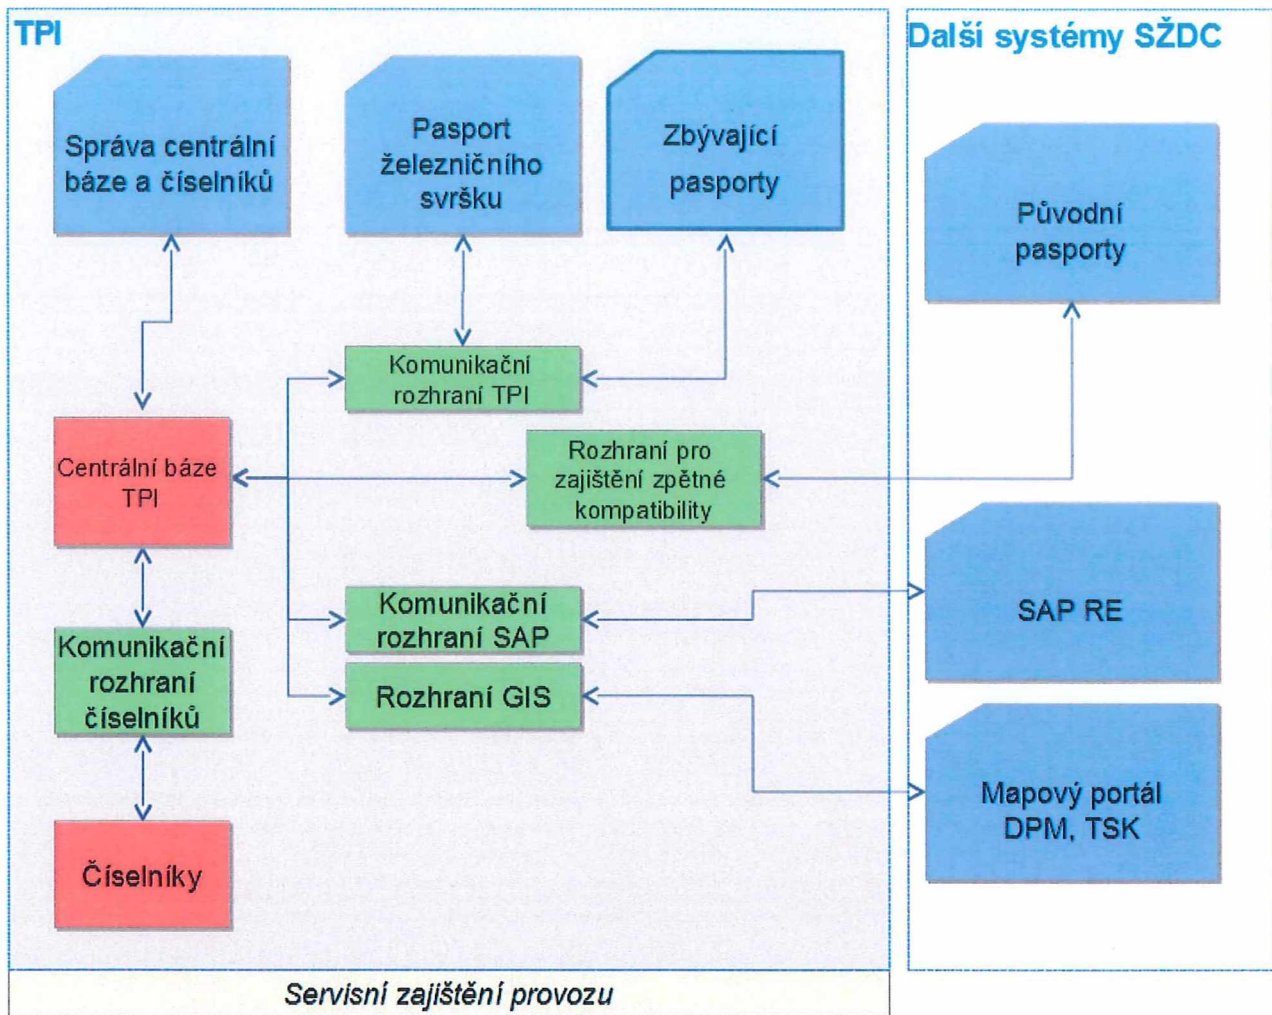 TPI
Další systémy SŽDC
Správa centrální
báze a číselníků
Pasport
železničního
svršku
Zbývající
pasporty
Původní
pasporty
Komunikační
rozhraní TPI
Centrální báze
TPI
Rozhraní pro
zajištění zpětné
kompatibility
Komunikační
rozhraní SAP
SAP RE
Komunikační
rozhraní
číselníků
Rozhraní GIS
Mapový portál
DPM, TSK
Číselníky
Servisní zajištění provozu